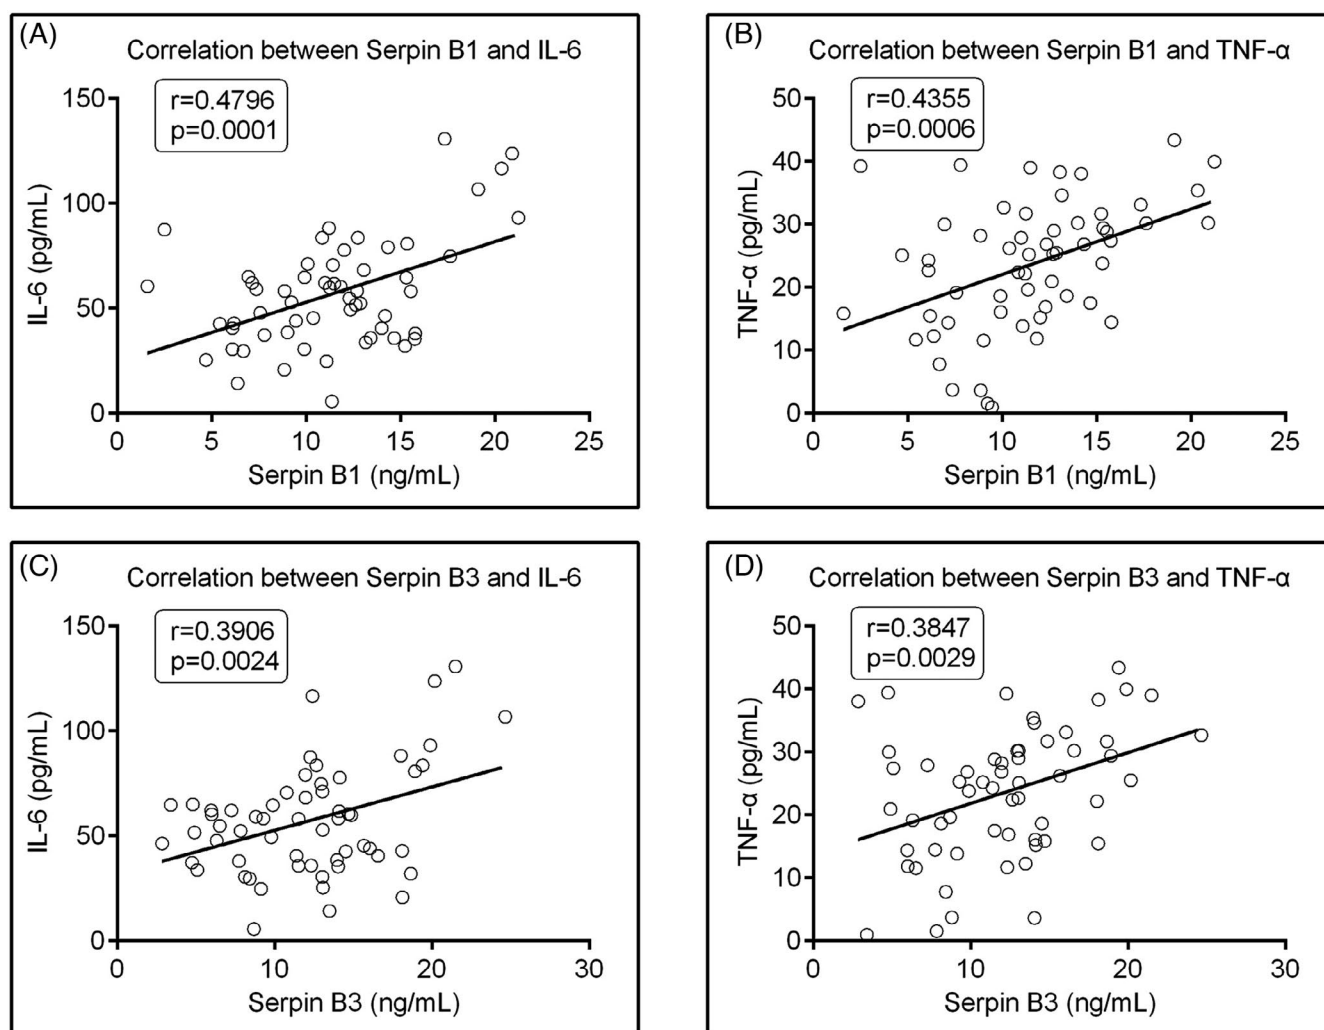 (A)
Correlation between Serpin B1 and IL-6
r=0.4796
p=0.0001
150
100
50
0
IL-6 (pg/mL)
0 5 10 15 20 25
Serpin B1 (ng/mL)
(B)
Correlation between Serpin B1 and TNF-α
r=0.4355
p=0.0006
50
40
30
20
10
0
TNF-α (pg/mL)
0 5 10 15 20 25
Serpin B1 (ng/mL)
(C)
Correlation between Serpin B3 and IL-6
r=0.3906
p=0.0024
150
100
50
0
IL-6 (pg/mL)
0 10 20 30
Serpin B3 (ng/mL)
(D)
Correlation between Serpin B3 and TNF-α
r=0.3847
p=0.0029
50
40
30
20
10
0
TNF-α (pg/mL)
0 10 20 30
Serpin B3 (ng/mL)